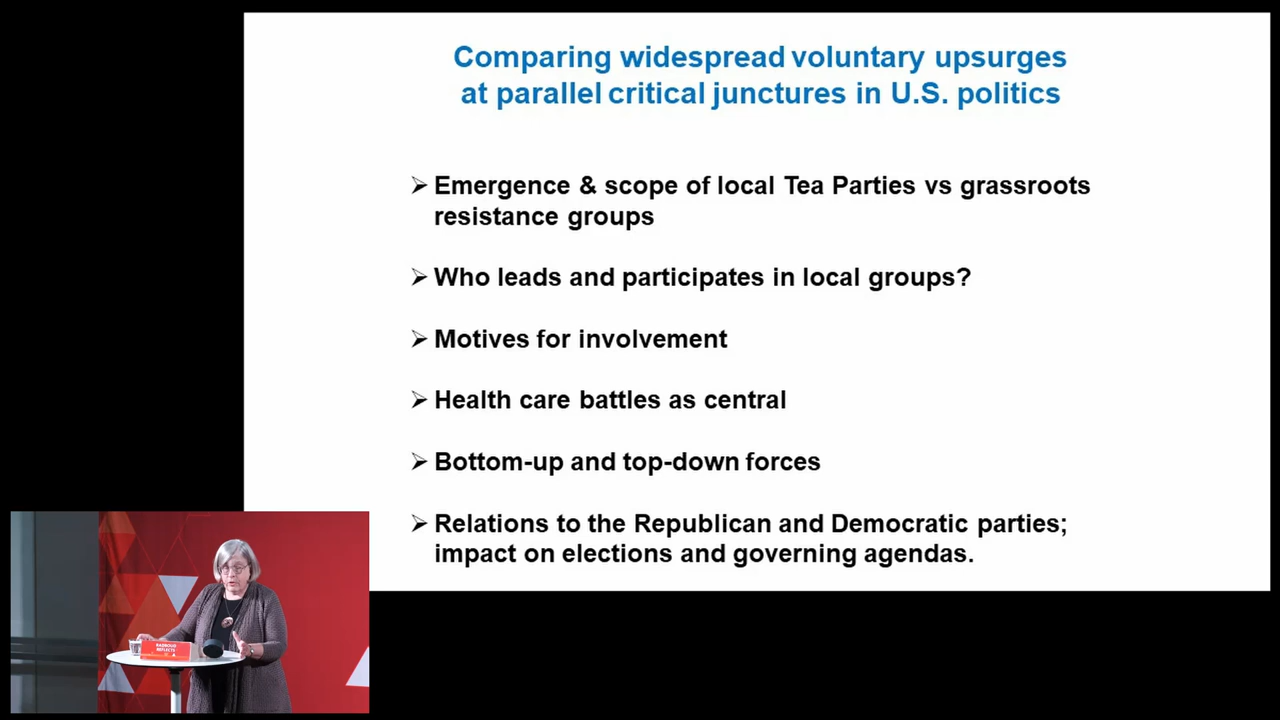 Comparing widespread voluntary upsurges
at parallel critical junctures in U.S. politics
➢ Emergence & scope of local Tea Parties vs grassroots
resistance groups
➢ Who leads and participates in local groups?
➢ Motives for involvement
➢ Health care battles as central
➢ Bottom-up and top-down forces
➢ Relations to the Republican and Democratic parties;
impact on elections and governing agendas.
RADBOUD
REFLECTS